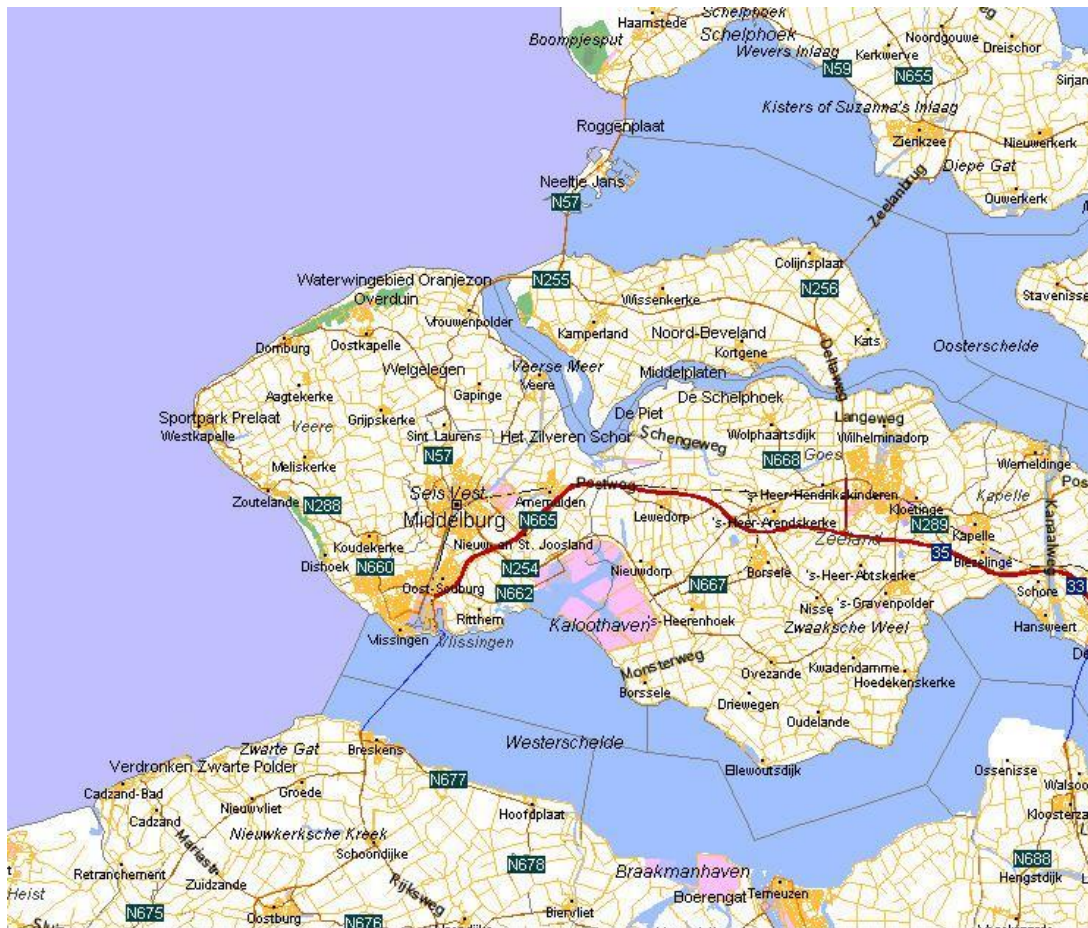 Haamstede
Schelphoek
Schelphoek
Boompjesput
Wevers Inlaag
Noordgouwe
Dreischor
Kerkwerve
N59
N655
Kisters of Suzanna's Inlaag
Roggenplaat
Zierikzee
Nieuwerkerk
Diepe Gat
Neeltje Jans
Ouwerkerk
N57
Zeelanbrug
Colijnsplaat
Waterwingebied Oranjezon
N255
N256
Overduin
Wissenkerke
Stavenisse
Vrouwenpolder
Kamperland
Noord-Beveland
Kats
Domburg
Oostkapelle
Kortgene
Oosterschelde
Deltaweg
Welgelegen
Veerse Meer
Middelplaten
Veere
Aagtekerke
Gapinge
De Schelphoek
Sportpark Prelaat
Grijpskerke
De Piet
Langeweg
Westkapelle
Veere
Sint Laurens
Het Zilveren Schor
Schengeweg
Wolphaartsdijk
Wilhelminadorp
N57
Goes
Meliskerke
N668
Wemeldinge
Zoutelande
Seis Vest
Postweg
's-Heer-Hendrikskinderen
Kapelle
N288
Arnemuiden
Kloetinge
Middelburg
N665
Lewedorp
's-Heer-Arendskerke
N289
Kanaalweg
Koudekerke
Nieuw- en St. Joosland
Zeeland
Kapelle
35
Biezelinge
Dishoek
N660
N254
Nieuwdorp
Borsele
's-Heer-Abtskerke
33
Oost-Souburg
N662
N667
Schore
Nisse
's-Gravenpolder
Ritthem
Kaloothaven
's-Heerenhoek
Zwaaksche Weel
Hansweert
Vlissingen
Vlissingen
Monsterweg
Ovezande
Kwadendamme
Borssele
Hoedekenskerke
Driewegen
Oudelande
Zwarte Gat
Breskens
Westerschelde
Verdronken Zwarte Polder
N677
Ellewoutsdijk
Ossenisse
Cadzand-Bad
Groede
Nieuwvliet
Hoofdplaat
Cadzand
Nieuwkerksche Kreek
Mariastr.
Schoondijke
N678
Braakmanhaven
N688
Retranchement
Zuidzande
Rijksweg
Terneuzen
Hengstdijk
Heist
Boerengat
N675
Oostburg
N676
Biervliet